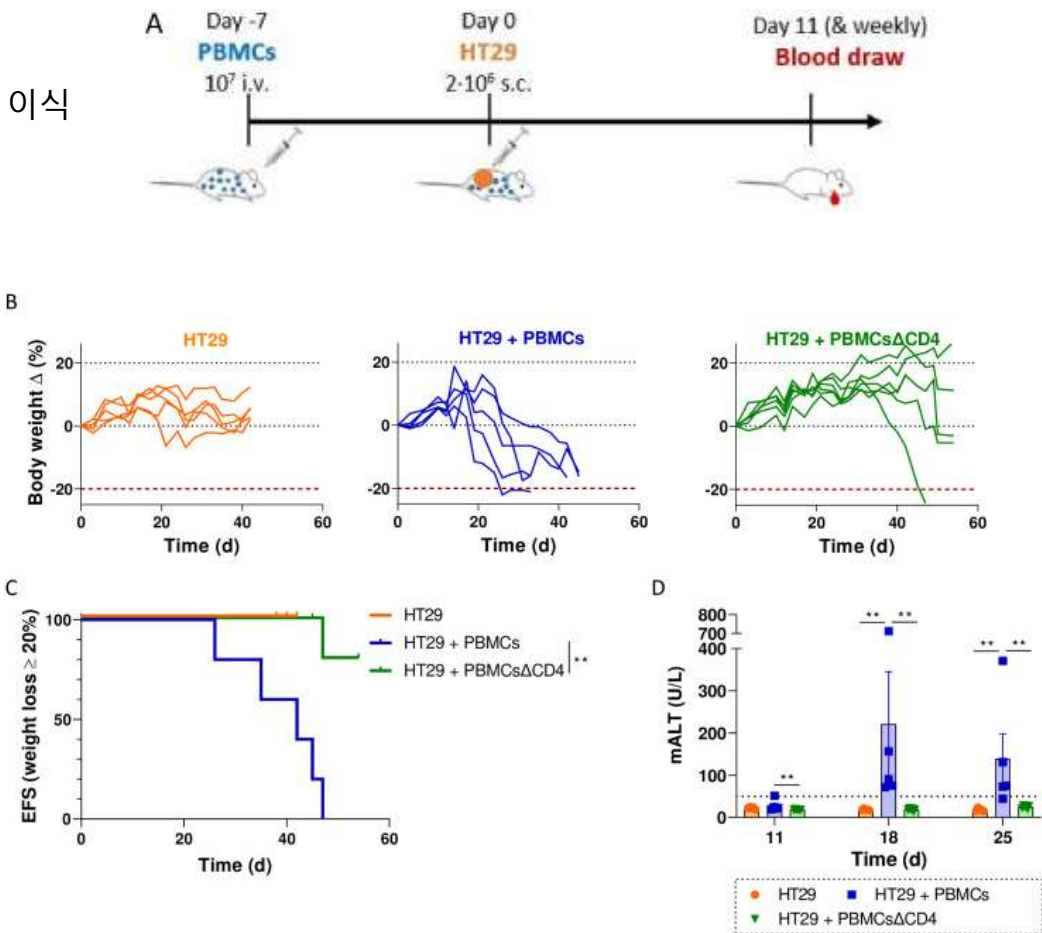 A
Day -7
PBMCs
10⁷ i.v.
Day 0
HT29
2·10⁶ s.c.
Day 11 (& weekly)
Blood draw
이식
B
HT29
HT29 + PBMCs
HT29 + PBMCsΔCD4
Body weight Δ (%)
20
0
-20
0 20 40 60
Time (d)
20
0
-20
0 20 40 60
Time (d)
20
0
-20
0 20 40 60
Time (d)
C
EFS (weight loss ≥ 20%)
100
50
0
0 20 40 60
Time (d)
HT29
HT29 + PBMCs
HT29 + PBMCsΔCD4
**
D
mALT (U/L)
800
700
400
300
200
100
0
** ** ** ** **
11 18 25
Time (d)
HT29 HT29 + PBMCs
HT29 + PBMCsΔCD4